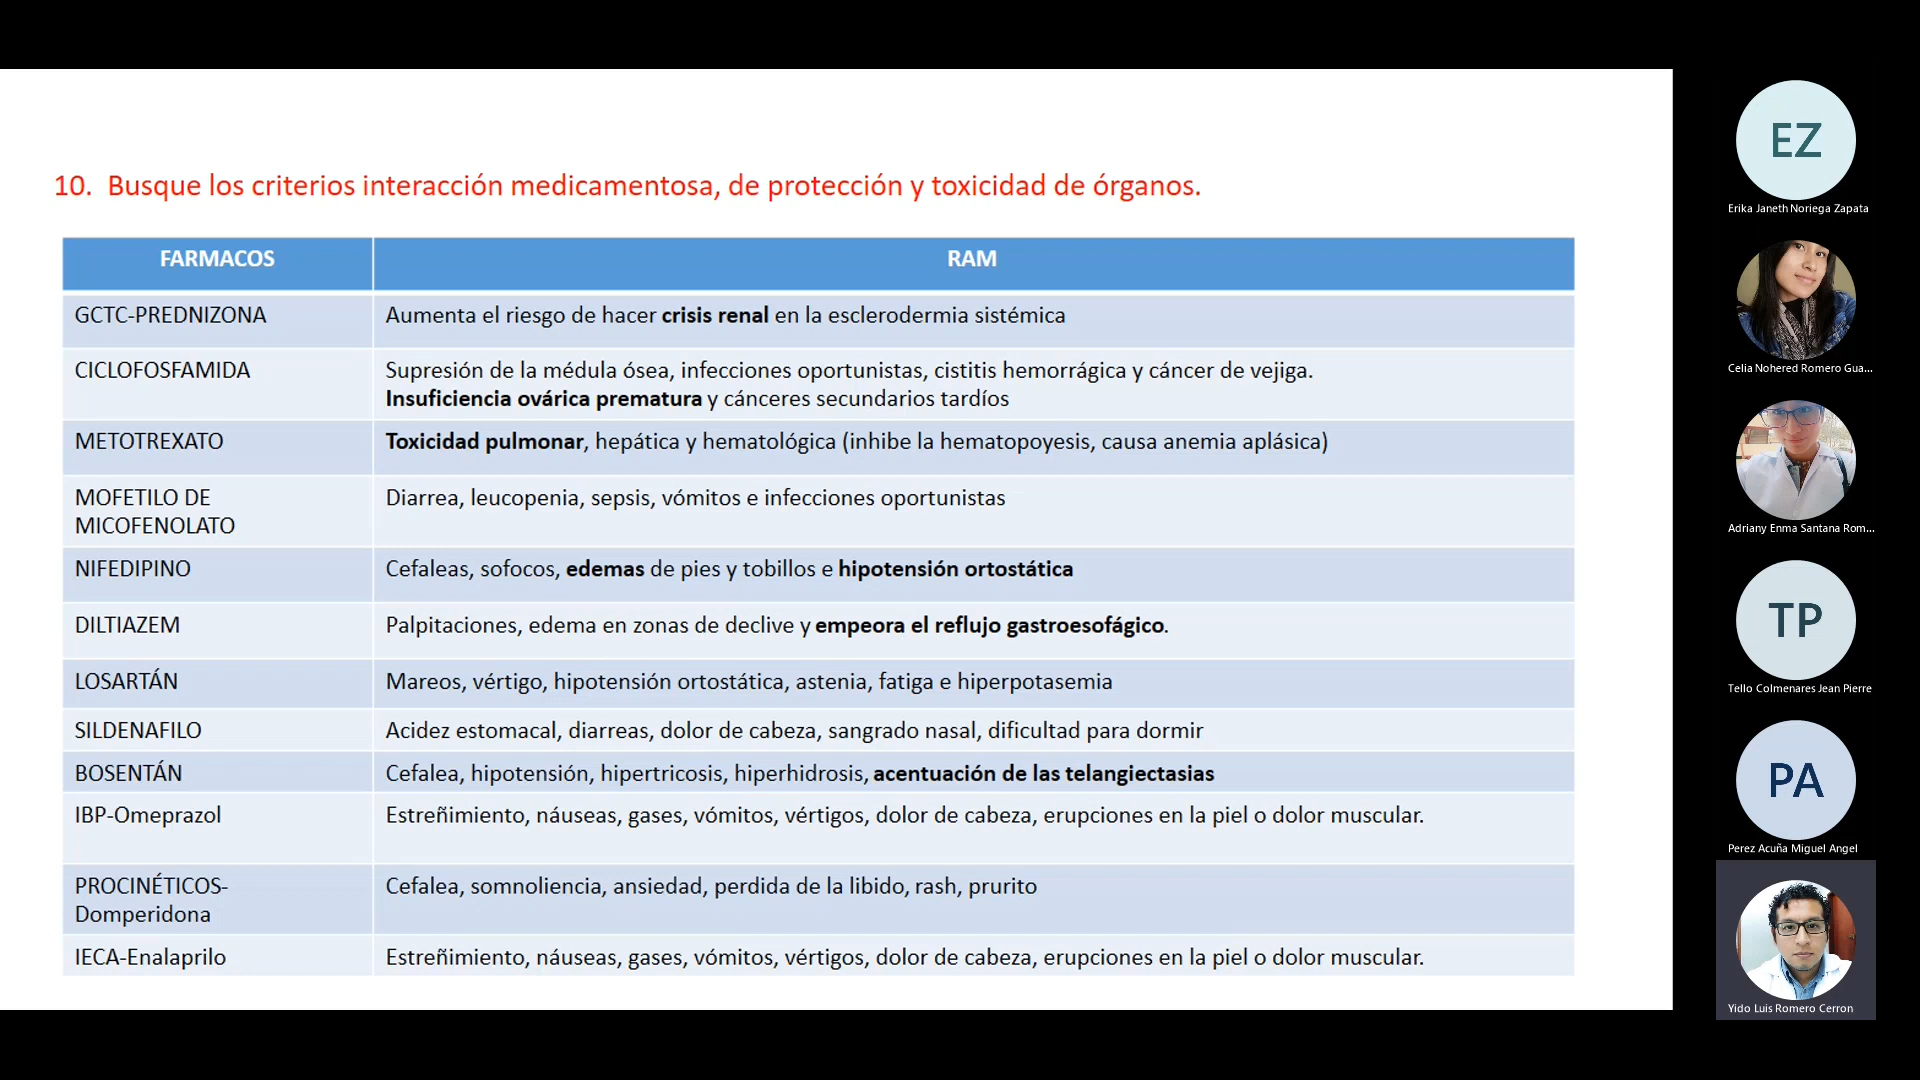 10. Busque los criterios interacción medicamentosa, de protección y toxicidad de órganos.
FARMACOS
RAM
GCTC-PREDNIZONA
Aumenta el riesgo de hacer crisis renal en la esclerodermia sistémica
CICLOFOSFAMIDA
Supresión de la médula ósea, infecciones oportunistas, cistitis hemorrágica y cáncer de vejiga.
Insuficiencia ovárica prematura y cánceres secundarios tardíos
METOTREXATO
Toxicidad pulmonar, hepática y hematológica (inhibe la hematopoyesis, causa anemia aplásica)
MOFETILO DE
MICOFENOLATO
Diarrea, leucopenia, sepsis, vómitos e infecciones oportunistas
NIFEDIPINO
Cefaleas, sofocos, edemas de pies y tobillos e hipotensión ortostática
DILTIAZEM
Palpitaciones, edema en zonas de declive y empeora el reflujo gastroesofágico.
LOSARTÁN
Mareos, vértigo, hipotensión ortostática, astenia, fatiga e hiperpotasemia
SILDENAFILO
Acidez estomacal, diarreas, dolor de cabeza, sangrado nasal, dificultad para dormir
BOSENTÁN
Cefalea, hipotensión, hipertricosis, hiperhidrosis, acentuación de las telangiectasias
IBP-Omeprazol
Estreñimiento, náuseas, gases, vómitos, vértigos, dolor de cabeza, erupciones en la piel o dolor muscular.
PROCINÉTICOS-
Domperidona
Cefalea, somnoliencia, ansiedad, perdida de la libido, rash, prurito
IECA-Enalaprilo
Estreñimiento, náuseas, gases, vómitos, vértigos, dolor de cabeza, erupciones en la piel o dolor muscular.
EZ
Erika Janeth Noriega Zapata
Celia Nohered Romero Gua...
Adriany Enma Santana Rom...
TP
Tello Colmenares Jean Pierre
PA
Perez Acuña Miguel Angel
Yido Luis Romero Cerron